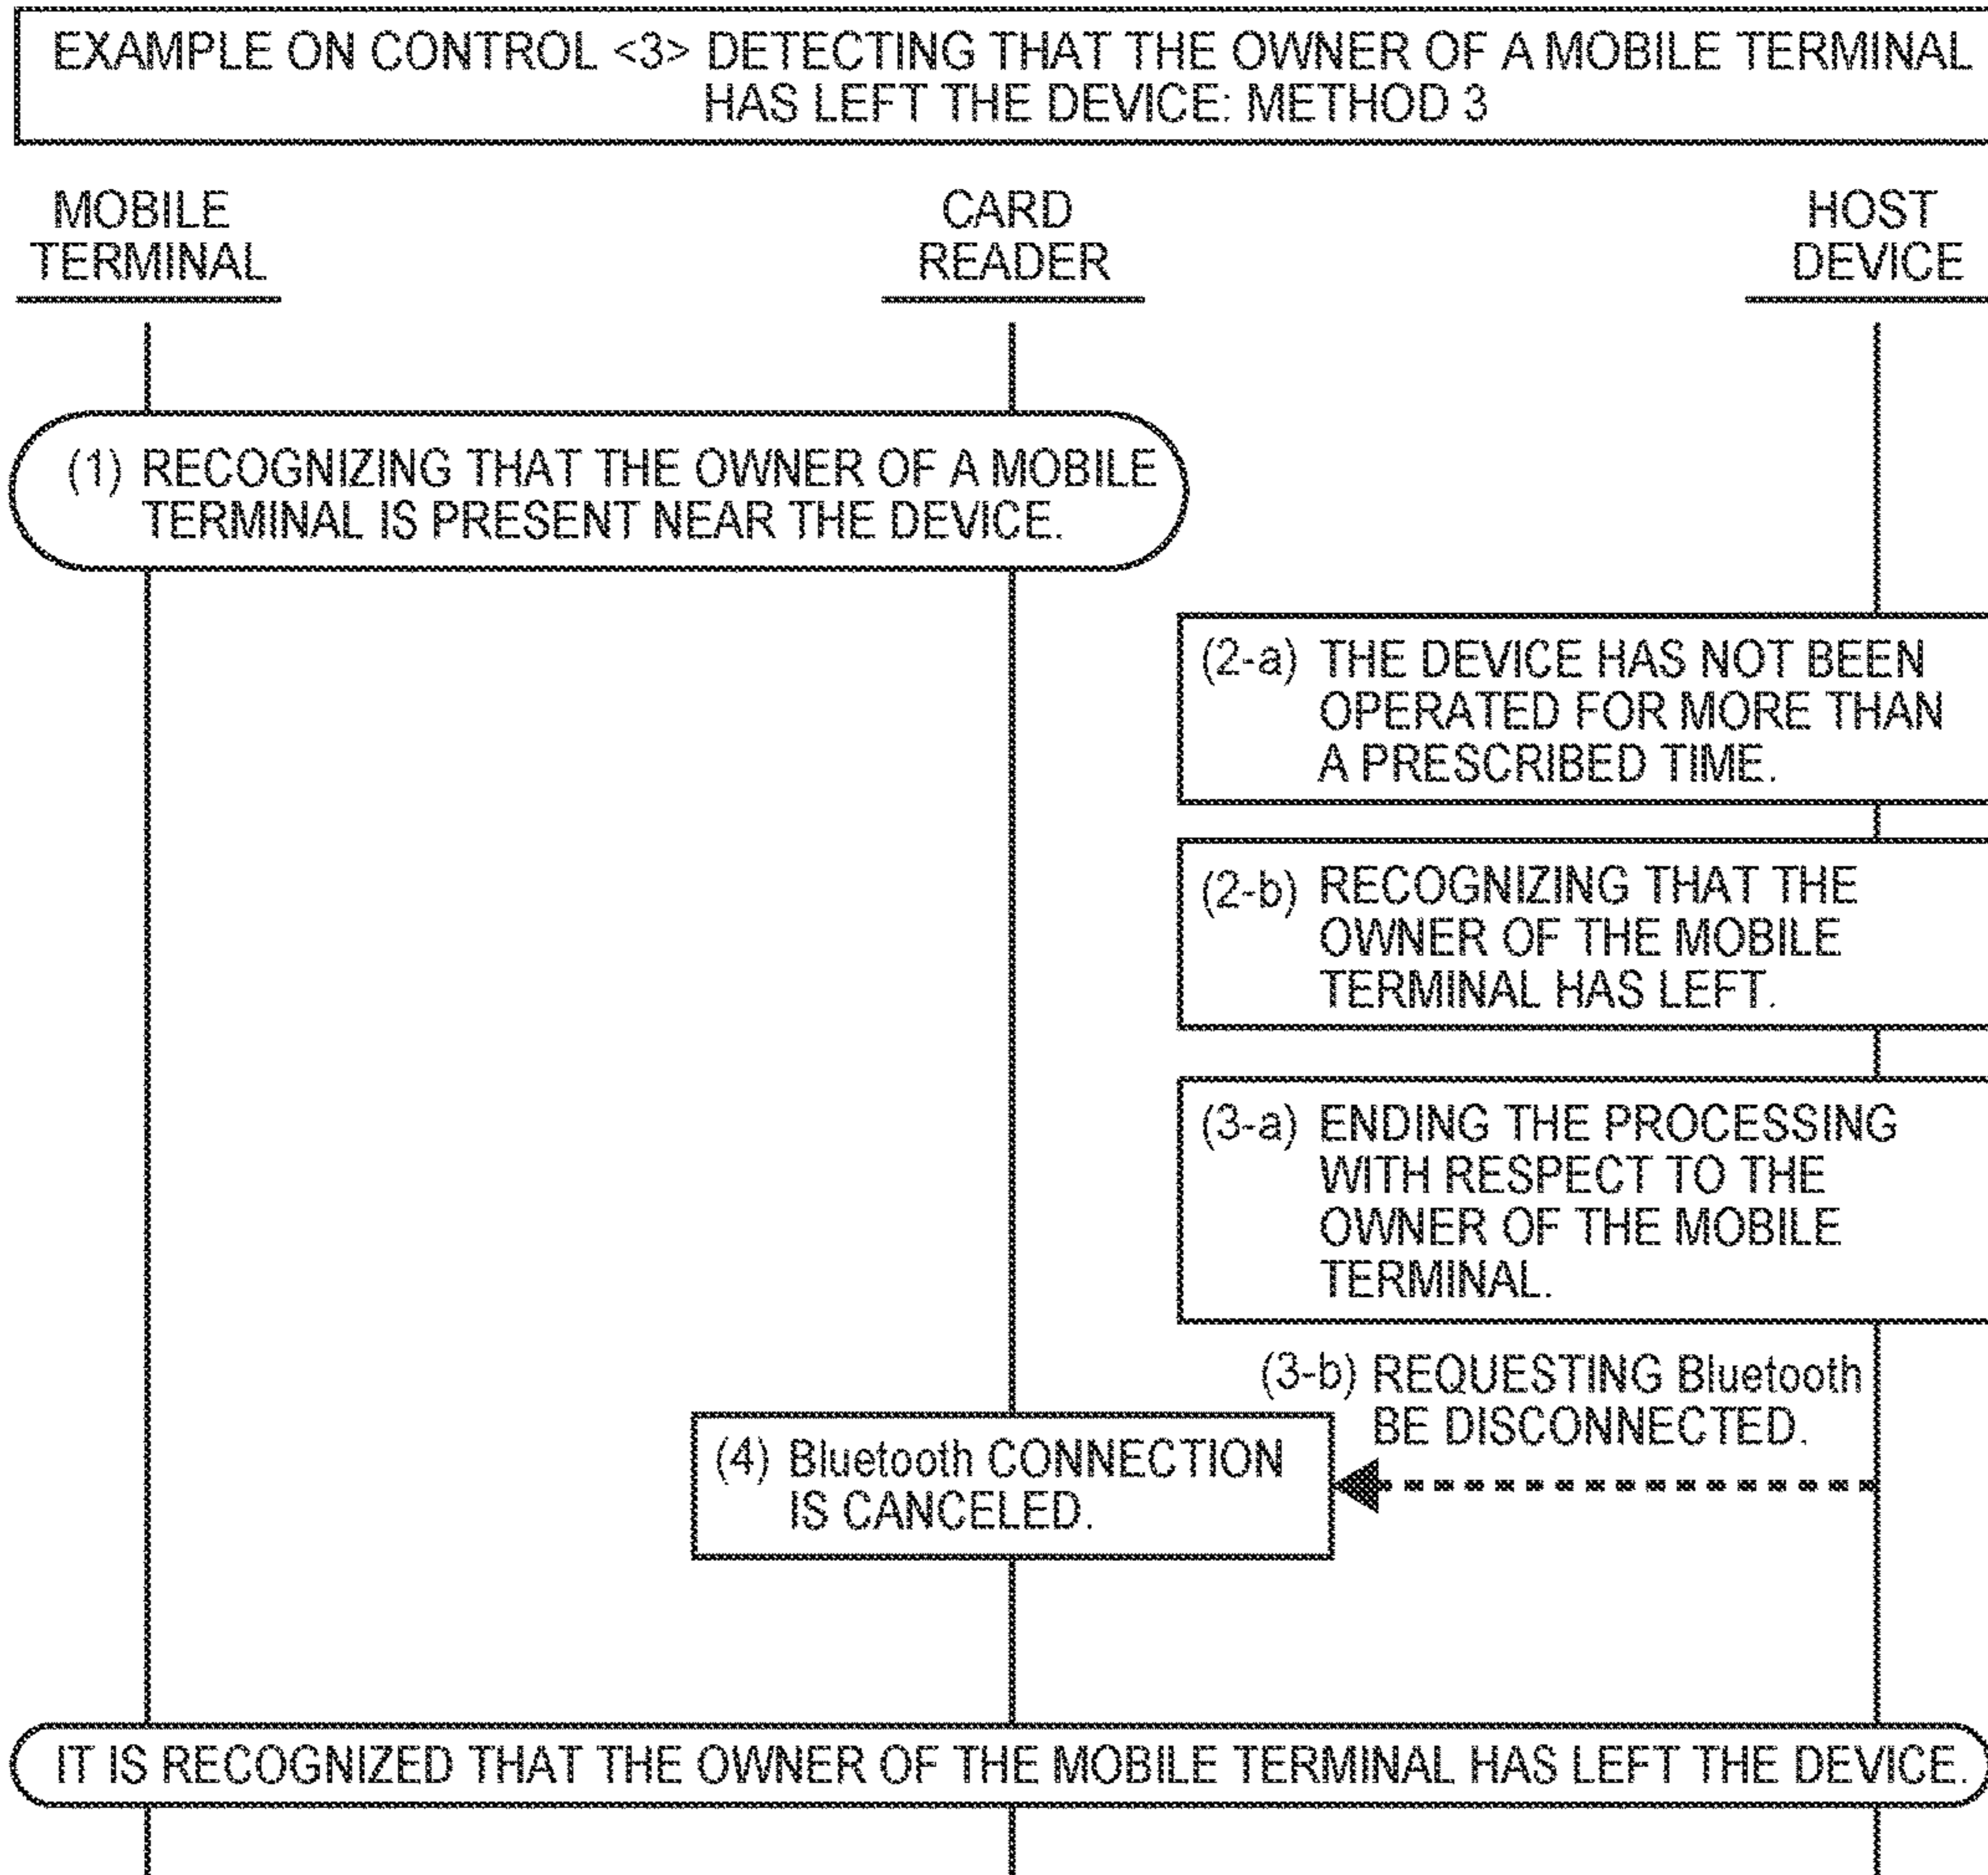 EXAMPLE ON CONTROL <3> DETECTING THAT THE OWNER OF A MOBILE TERMINAL
HAS LEFT THE DEVICE: METHOD 3
MOBILE
TERMINAL
CARD
READER
HOST
DEVICE
(1) RECOGNIZING THAT THE OWNER OF A MOBILE
TERMINAL IS PRESENT NEAR THE DEVICE.
(2-a) THE DEVICE HAS NOT BEEN
OPERATED FOR MORE THAN
A PRESCRIBED TIME.
(2-b) RECOGNIZING THAT THE
OWNER OF THE MOBILE
TERMINAL HAS LEFT.
(3-a) ENDING THE PROCESSING
WITH RESPECT TO THE
OWNER OF THE MOBILE
TERMINAL.
(3-b) REQUESTING Bluetooth
BE DISCONNECTED.
(4) Bluetooth CONNECTION
IS CANCELED.
IT IS RECOGNIZED THAT THE OWNER OF THE MOBILE TERMINAL HAS LEFT THE DEVICE.